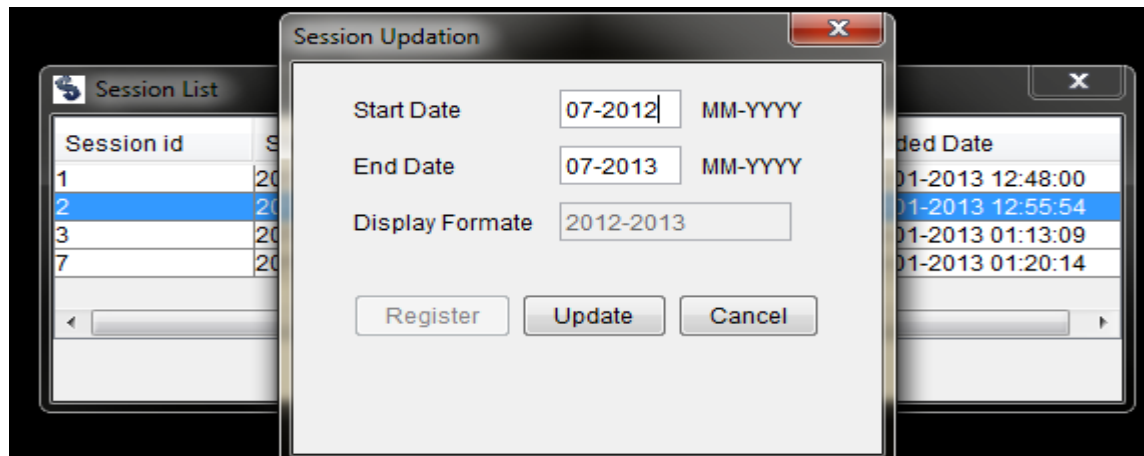 Session Updation
Session List
Start Date 07-2012 MM-YYYY
End Date 07-2013 MM-YYYY
Display Formate 2012-2013
Register Update Cancel
Session id S ded Date
1 20 01-2013 12:48:00
2 20 01-2013 12:55:54
3 20 01-2013 01:13:09
7 20 01-2013 01:20:14